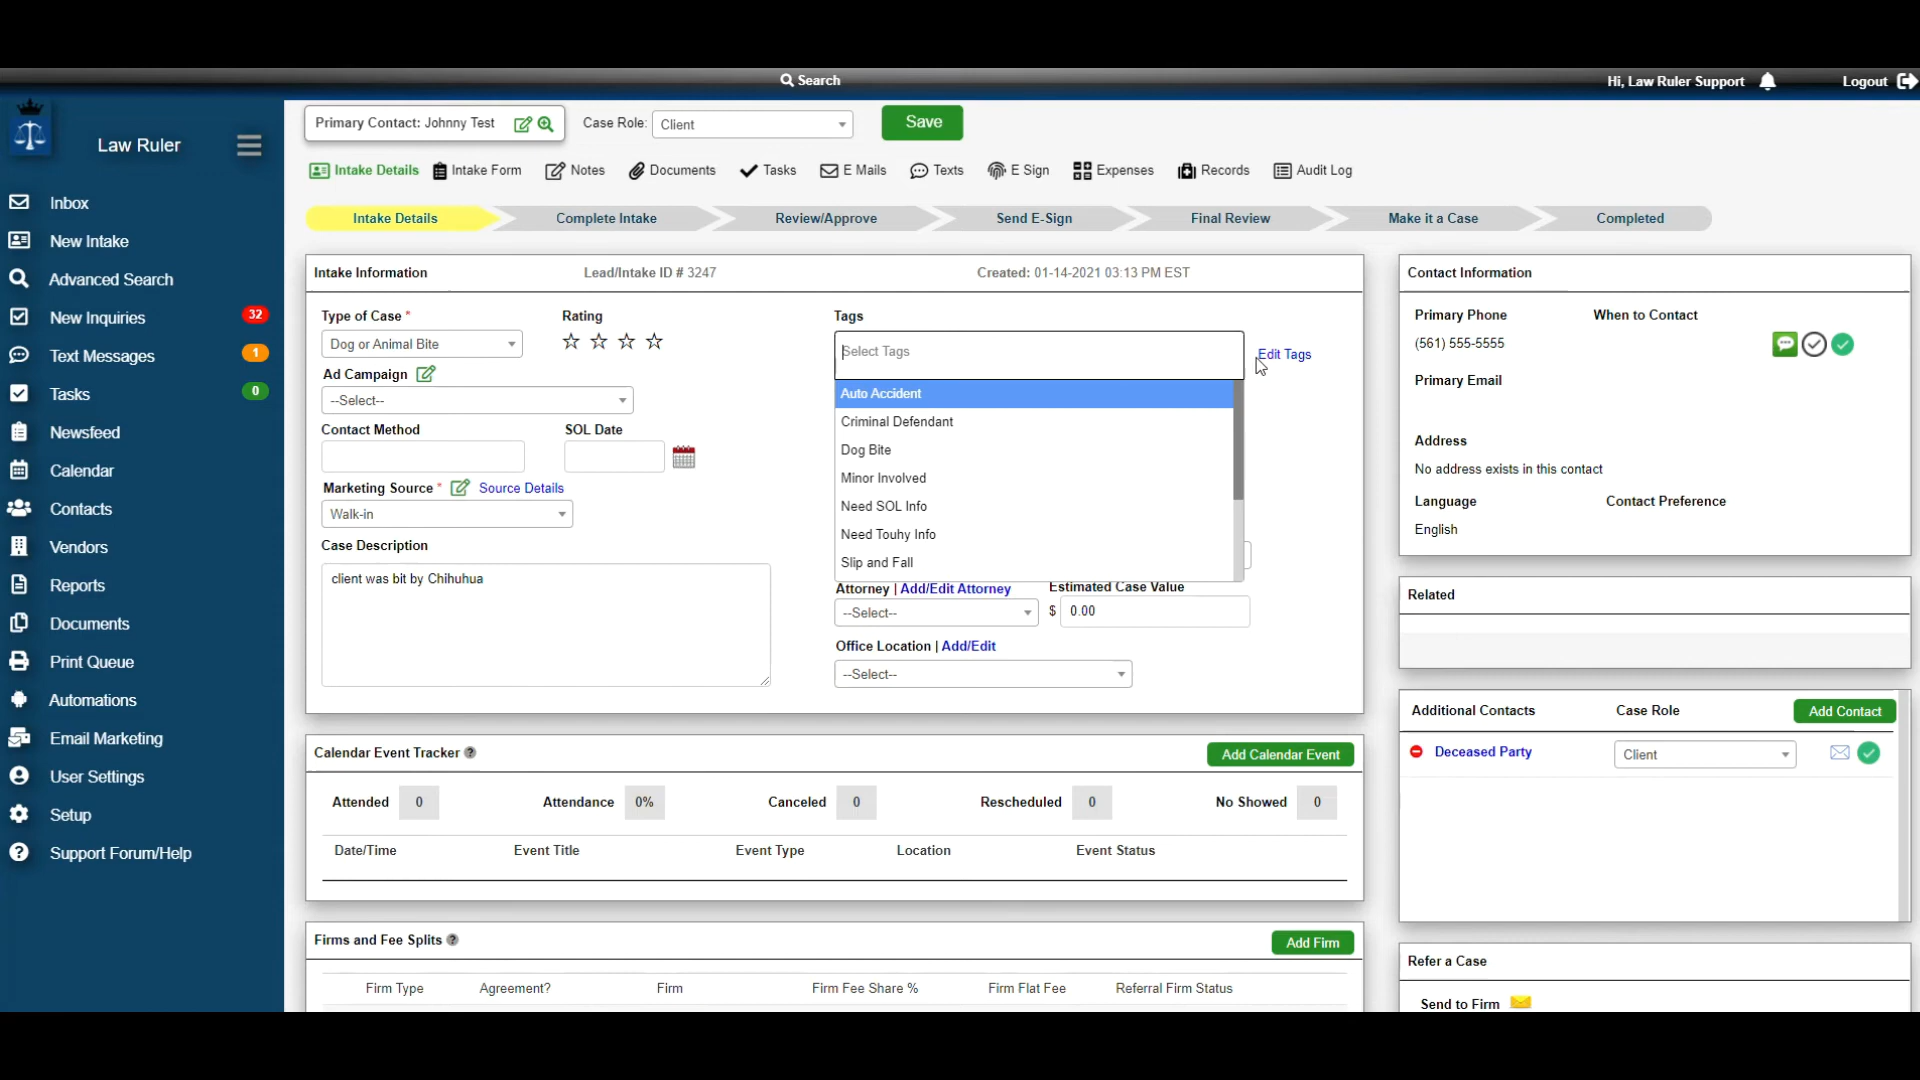 Search
Hi, Law Ruler Support
Logout
Law Ruler
Inbox
New Intake
Advanced Search
New Inquiries 32
Text Messages 1
Tasks 0
Newsfeed
Calendar
Contacts
Vendors
Reports
Documents
Print Queue
Automations
Email Marketing
User Settings
Setup
Support Forum/Help
Primary Contact: Johnny Test
Case Role: Client
Save
Intake Details Intake Form Notes Documents Tasks E Mails Texts E Sign Expenses Records Audit Log
Intake Details Complete Intake Review/Approve Send E-Sign Final Review Make it a Case Completed
Intake Information Lead/Intake ID # 3247 Created: 01-14-2021 03:13 PM EST
Type of Case * Rating
Dog or Animal Bite
Ad Campaign
--Select--
Contact Method SOL Date
Marketing Source * Source Details
Walk-in
Case Description
client was bit by Chihuhua
Tags
Select Tags
Edit Tags
Auto Accident
Criminal Defendant
Dog Bite
Minor Involved
Need SOL Info
Need Touhy Info
Slip and Fall
Attorney | Add/Edit Attorney Estimated Case Value
--Select-- $ 0.00
Office Location | Add/Edit
--Select--
Calendar Event Tracker ? Add Calendar Event
Attended 0 Attendance 0% Canceled 0 Rescheduled 0 No Showed 0
Date/Time Event Title Event Type Location Event Status
Firms and Fee Splits ? Add Firm
Firm Type Agreement? Firm Firm Fee Share % Firm Flat Fee Referral Firm Status
Contact Information
Primary Phone When to Contact
(561) 555-5555
Primary Email
Address
No address exists in this contact
Language Contact Preference
English
Related
Additional Contacts Case Role Add Contact
Deceased Party Client
Refer a Case
Send to Firm